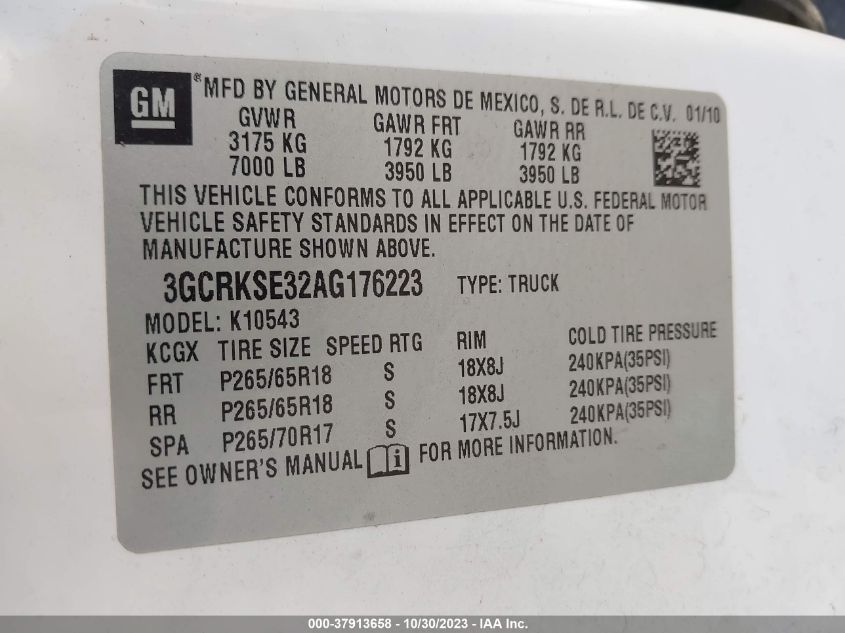 GM ® MFD BY GENERAL MOTORS DE MEXICO, S. DE R.L. DE C.V. 01/10
GVWR GAWR FRT GAWR RR
3175 KG 1792 KG 1792 KG
7000 LB 3950 LB 3950 LB
THIS VEHICLE CONFORMS TO ALL APPLICABLE U.S. FEDERAL MOTOR
VEHICLE SAFETY STANDARDS IN EFFECT ON THE DATE OF
MANUFACTURE SHOWN ABOVE.
3GCRKSE32AG176223 TYPE: TRUCK
MODEL: K10543
KCGX TIRE SIZE SPEED RTG RIM COLD TIRE PRESSURE
FRT P265/65R18 S 18X8J 240KPA(35PSI)
RR P265/65R18 S 18X8J 240KPA(35PSI)
SPA P265/70R17 S 17X7.5J 240KPA(35PSI)
SEE OWNER'S MANUAL i FOR MORE INFORMATION.
000-37913658 - 10/30/2023 - IAA Inc.